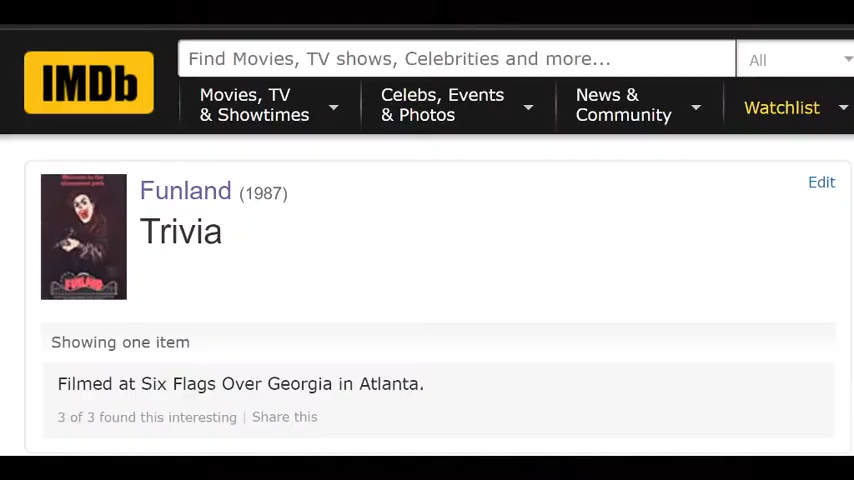 IMDb
Find Movies, TV shows, Celebrities and more...
All
Movies, TV
& Showtimes
Celebs, Events
& Photos
News &
Community
Watchlist
Funland (1987)
Edit
Trivia
FUNLAND
Showing one item
Filmed at Six Flags Over Georgia in Atlanta.
3 of 3 found this interesting | Share this